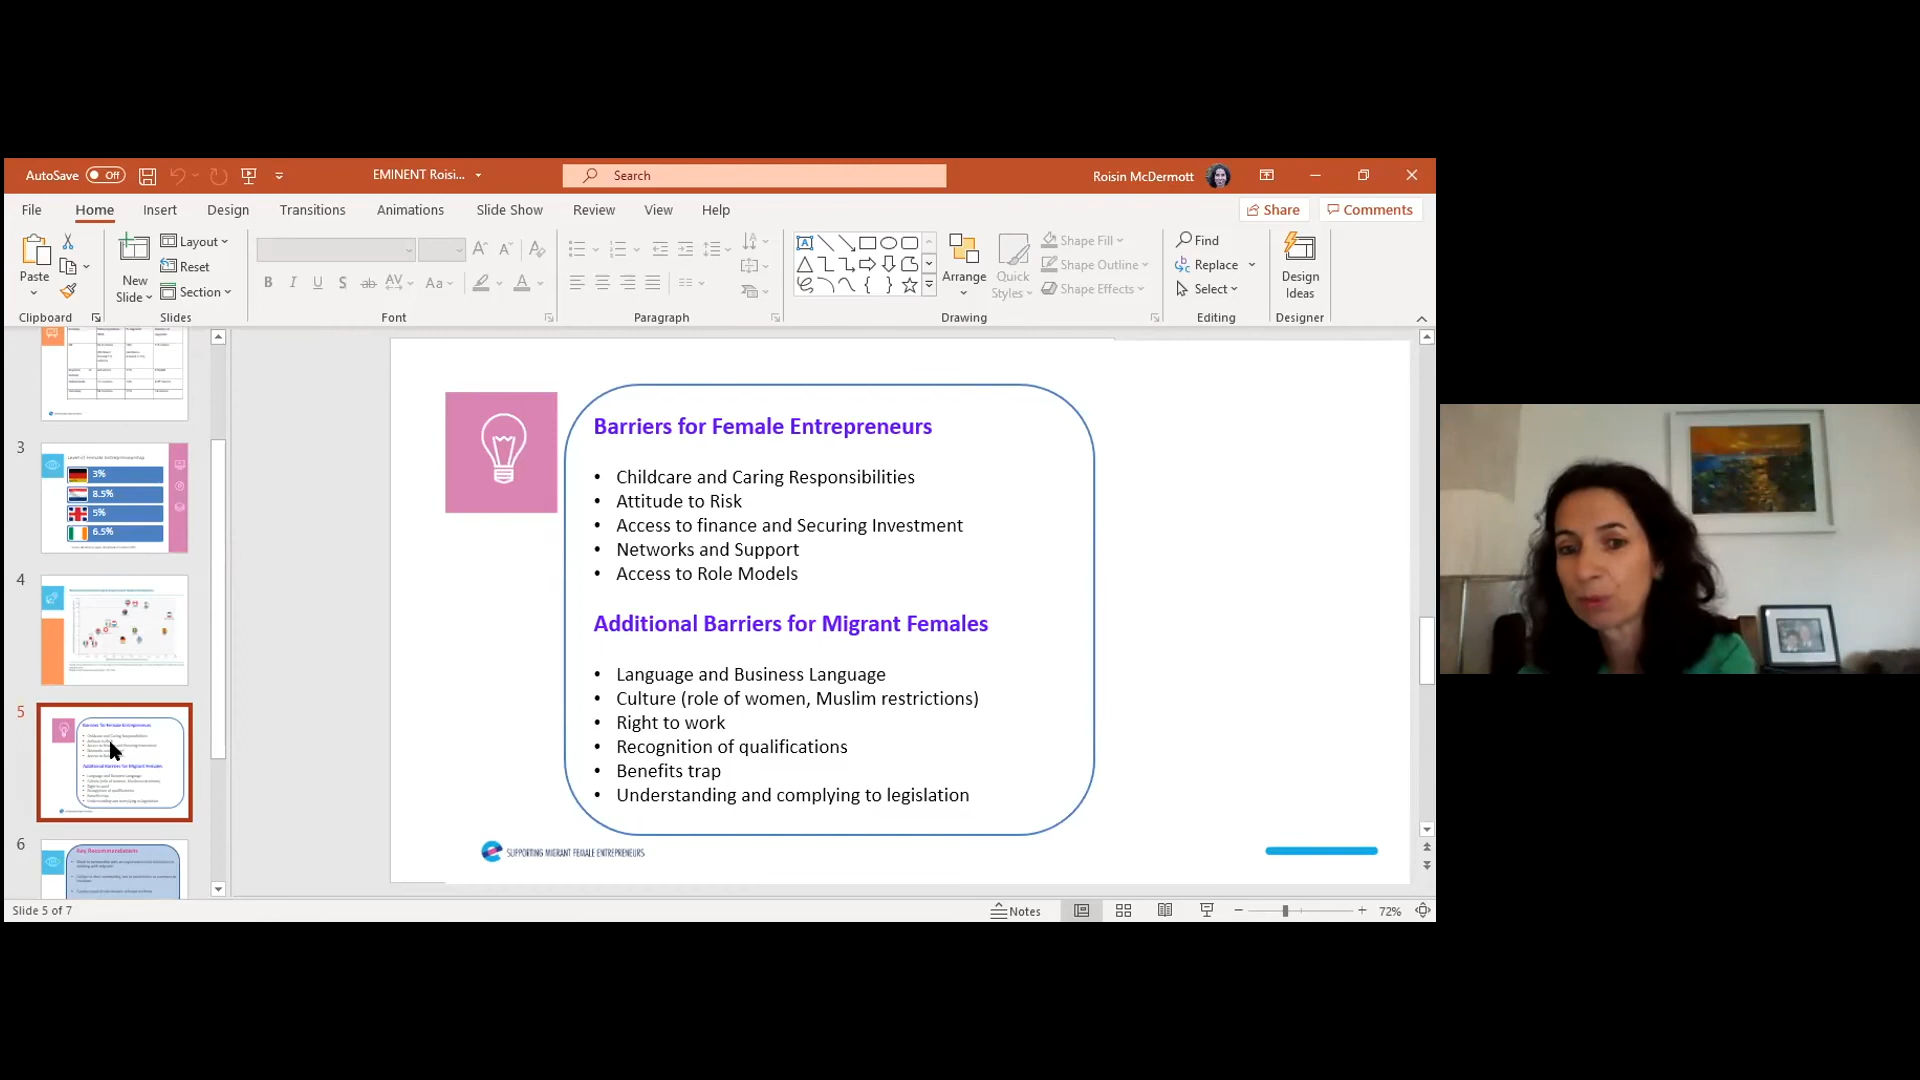 AutoSave Off
EMINENT Roisi...
Search
Roisin McDermott
File Home Insert Design Transitions Animations Slide Show Review View Help
Share Comments
Paste
New Slide
Layout
Reset
Section
Find
Replace
Select
Arrange
Quick Styles
Shape Fill
Shape Outline
Shape Effects
Design Ideas
Clipboard Slides Font Paragraph Drawing Editing Designer
3
Level of Female Entrepreneurship
3%
8.5%
5%
6.5%
4
5
6
Key Recommendations
Barriers for Female Entrepreneurs
• Childcare and Caring Responsibilities
• Attitude to Risk
• Access to finance and Securing Investment
• Networks and Support
• Access to Role Models
Additional Barriers for Migrant Females
• Language and Business Language
• Culture (role of women, Muslim restrictions)
• Right to work
• Recognition of qualifications
• Benefits trap
• Understanding and complying to legislation
SUPPORTING MIGRANT FEMALE ENTREPRENEURS
Slide 5 of 7
Notes
72%